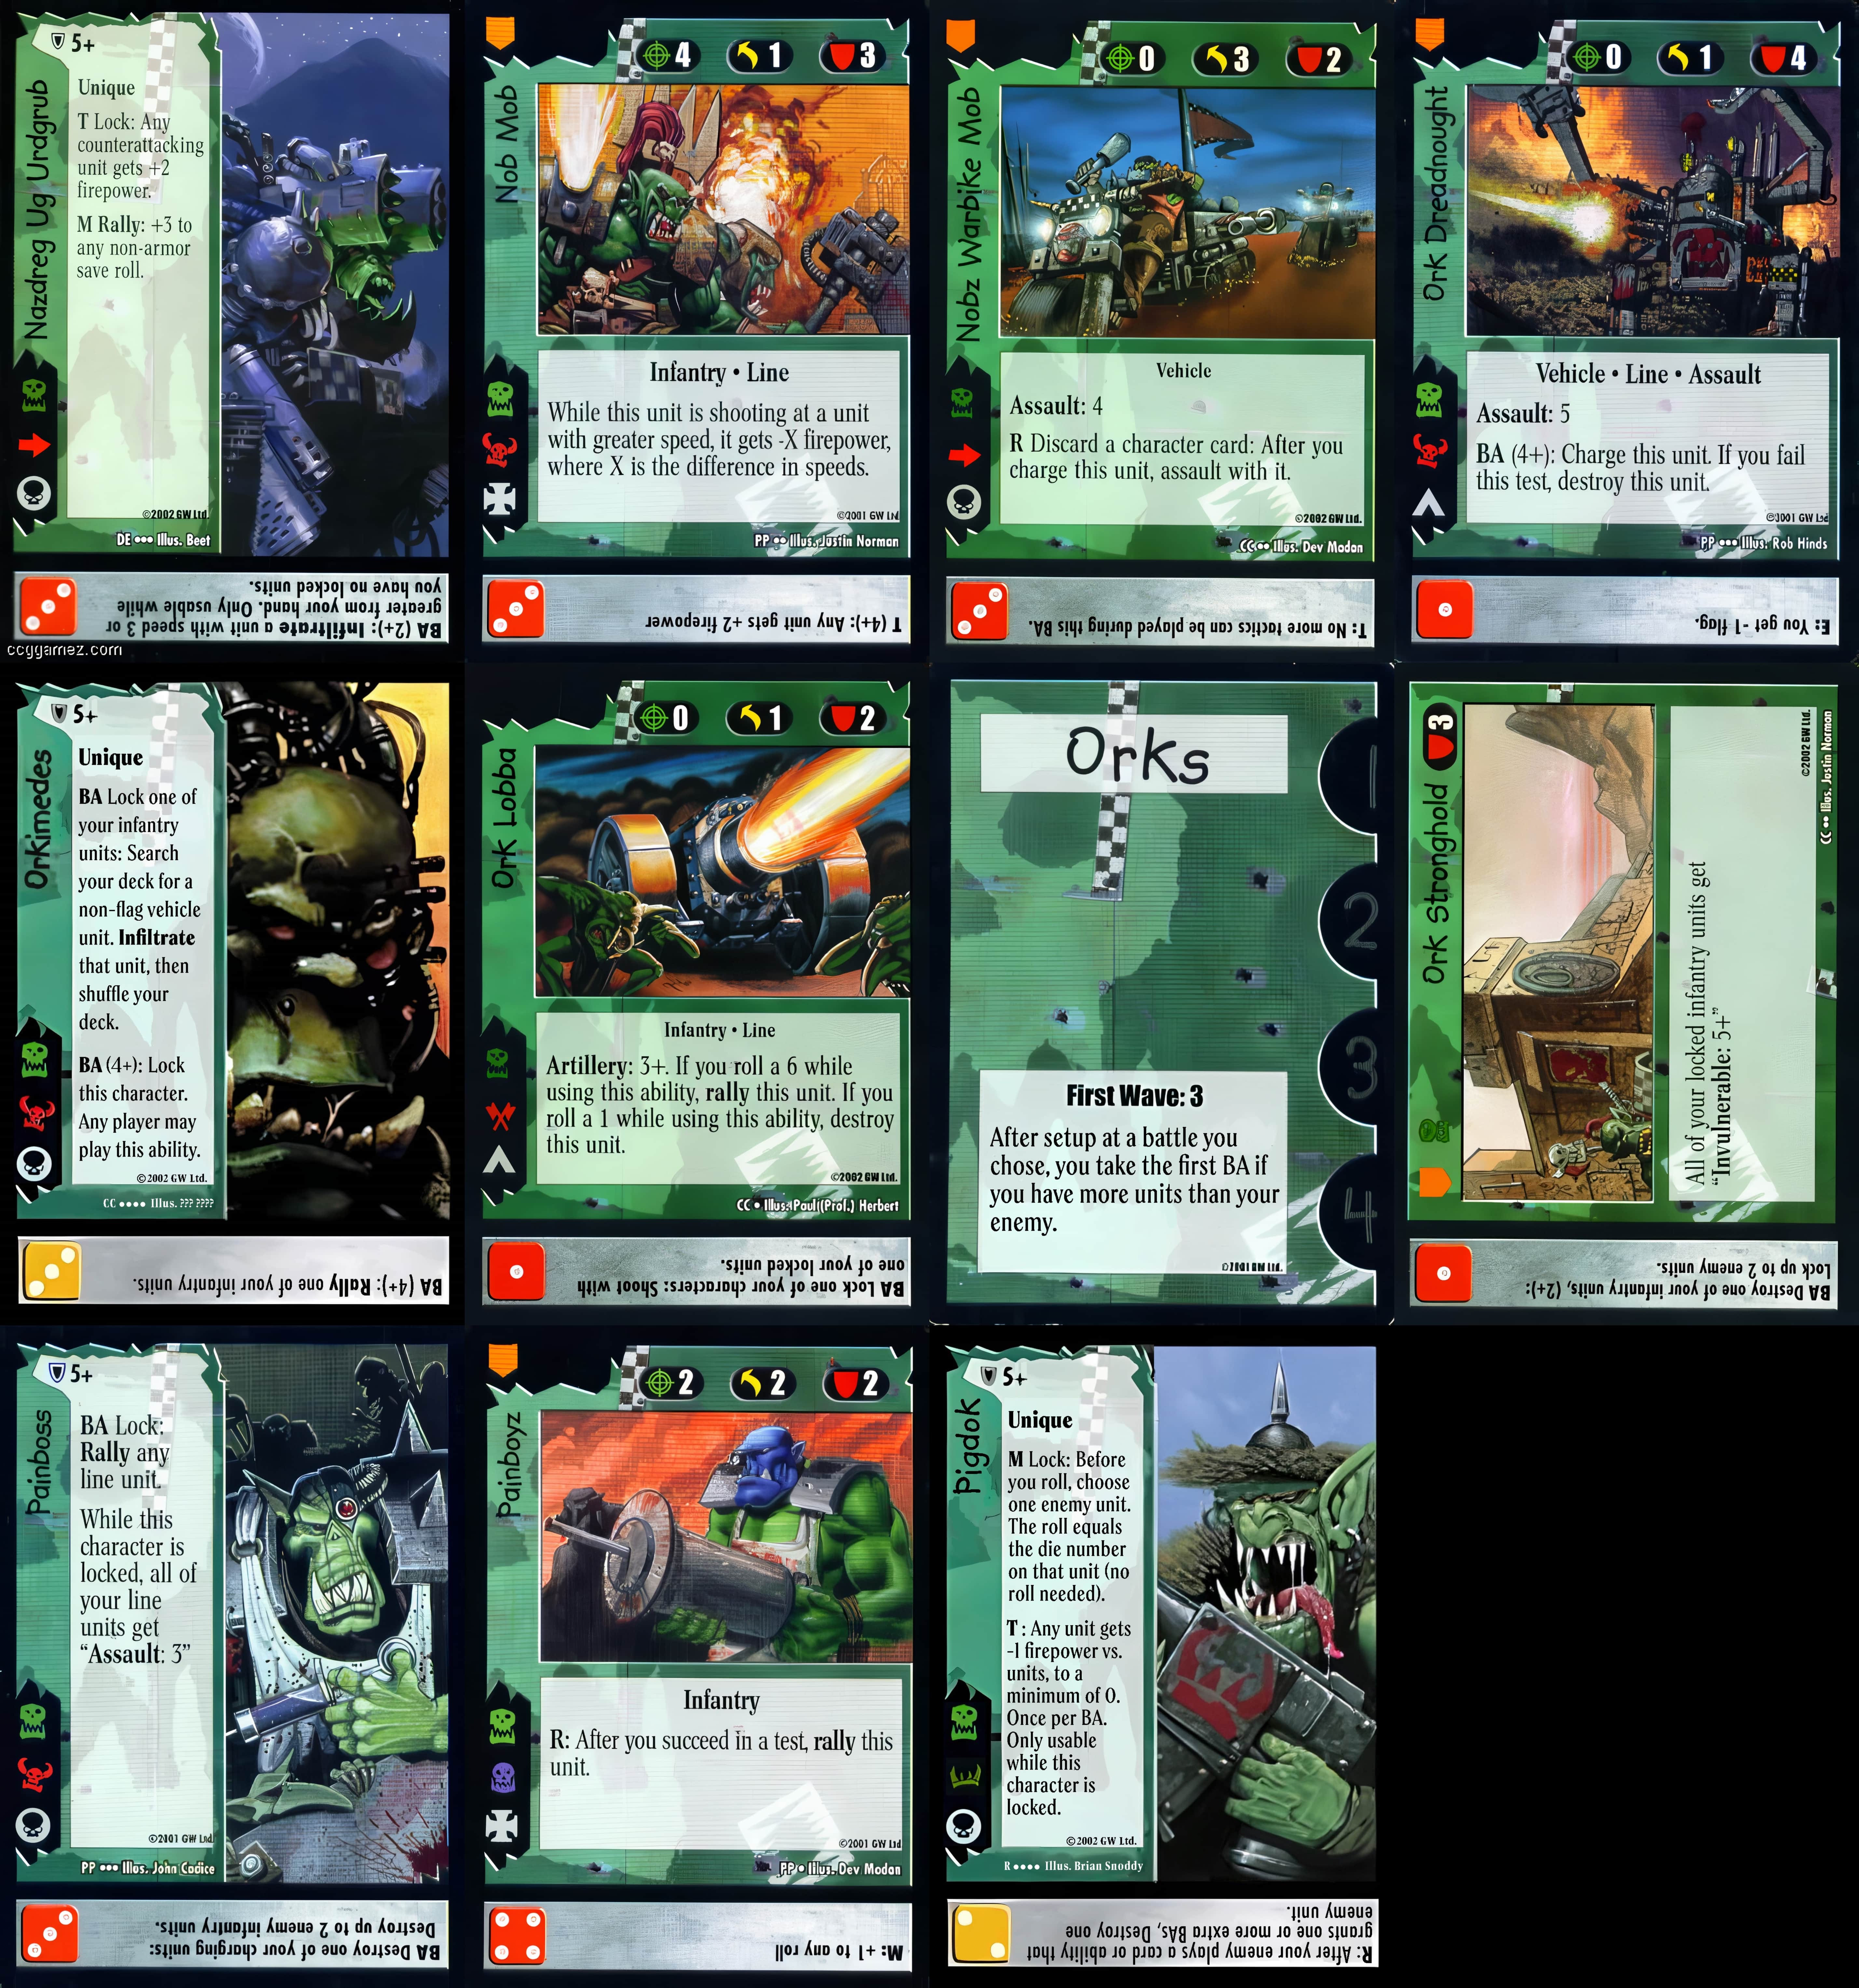 Nazdreg Ug Urdgrub
5+
Unique
T Lock: Any
counterattacking
unit gets +2
firepower.
M Rally: +3 to
any non-armor
save roll.
©2002 GW Ltd.
DE ••• Illus. Beet
BA (2+): Infiltrate a unit with speed 3 or
greater from your hand. Only usable while
you have no locked units.
ccggamez.com
Nob Mob
4 1 3
Infantry • Line
While this unit is shooting at a unit
with greater speed, it gets -X firepower,
where X is the difference in speeds.
©2001 GW Ltd
PP •• Illus. Justin Norman
T (4+): Any unit gets +2 firepower
Nobz Warbike Mob
0 3 2
Vehicle
Assault: 4
R Discard a character card: After you
charge this unit, assault with it.
©2002 GW Ltd.
CC •• Illus. Dev Madan
T: No more tactics can be played during this BA.
Ork Dreadnought
0 1 4
Vehicle • Line • Assault
Assault: 5
BA (4+): Charge this unit. If you fail
this test, destroy this unit.
©2001 GW Ltd
PP ••• Illus. Rob Hinds
E: You get 1- flag.
Orkimedes
5+
Unique
BA Lock one of
your infantry
units: Search
your deck for a
non-flag vehicle
unit. Infiltrate
that unit, then
shuffle your
deck.
BA (4+): Lock
this character.
Any player may
play this ability.
©2002 GW Ltd.
CC •••• Illus. ??? ????
BA (4+): Rally one of your infantry units.
Ork Lobba
0 1 2
Infantry • Line
Artillery: 3+. If you roll a 6 while
using this ability, rally this unit. If you
roll a 1 while using this ability, destroy
this unit.
©2002 GW Ltd.
CC • Illus. Paul (Prof.) Herbert
BA Lock one of your characters: Shoot with
one of your locked units.
Orks
1
2
3
4
First Wave: 3
After setup at a battle you
chose, you take the first BA if
you have more units than your
enemy.
Ork Stronghold
3
All of your locked infantry units get
“Invulnerable: 5+”
©2002 GW Ltd.
CC •• Illus. Justin Norman
BA Destroy one of your infantry units, (2+):
Lock up to 2 enemy units.
Painboss
5+
BA Lock:
Rally any
line unit.
While this
character is
locked, all of
your line
units get
“Assault: 3”
©2001 GW Ltd.
PP ••• Illus. John Cadice
BA Destroy one of your charging units:
Destroy up to 2 enemy infantry units.
Painboyz
2 2 2
Infantry
R: After you succeed in a test, rally this
unit.
©2001 GW Ltd
PP • Illus. Dev Madan
M: +1 to any roll
Pigdok
5+
Unique
M Lock: Before
you roll, choose
one enemy unit.
The roll equals
the die number
on that unit (no
roll needed).
T: Any unit gets
-1 firepower vs.
units, to a
minimum of 0.
Once per BA.
Only usable
while this
character is
locked.
©2002 GW Ltd.
R •••• Illus. Brian Snoddy
R: After your enemy plays a card or ability that
grants one or more extra BAs, Destroy one
enemy unit.